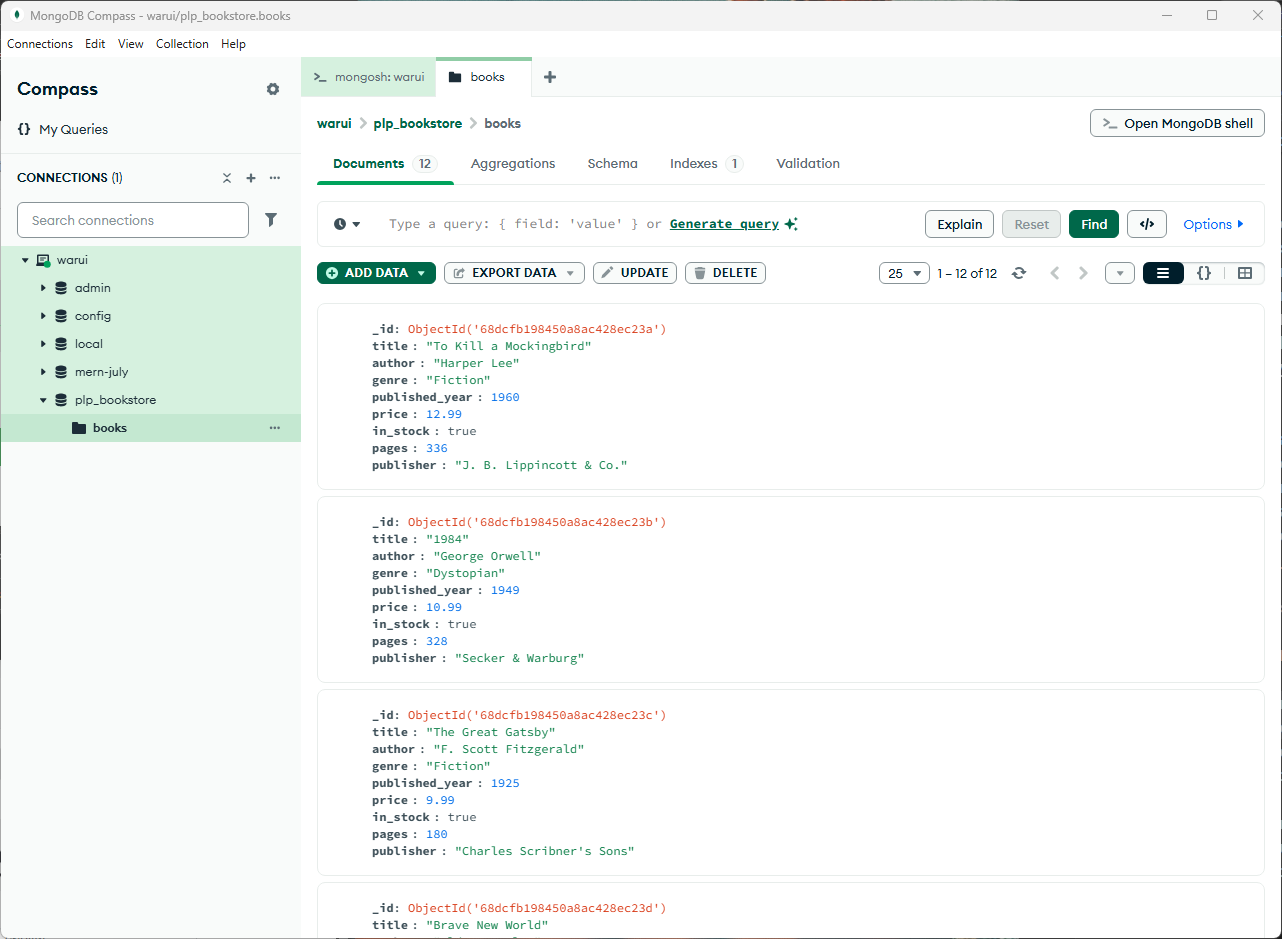 MongoDB Compass - warui/plp_bookstore.books
Connections Edit View Collection Help
Compass
{} My Queries
CONNECTIONS (1)
Search connections
warui
admin
config
local
mern-july
plp_bookstore
books
>_ mongosh: warui
books
warui > plp_bookstore > books
>_ Open MongoDB shell
Documents 12 Aggregations Schema Indexes 1 Validation
Type a query: { field: 'value' } or Generate query
Explain Reset Find </> Options
ADD DATA EXPORT DATA UPDATE DELETE 25 1 – 12 of 12 {}
_id: ObjectId('68dcfb198450a8ac428ec23a')
title : "To Kill a Mockingbird"
author : "Harper Lee"
genre : "Fiction"
published_year : 1960
price : 12.99
in_stock : true
pages : 336
publisher : "J. B. Lippincott & Co."
_id: ObjectId('68dcfb198450a8ac428ec23b')
title : "1984"
author : "George Orwell"
genre : "Dystopian"
published_year : 1949
price : 10.99
in_stock : true
pages : 328
publisher : "Secker & Warburg"
_id: ObjectId('68dcfb198450a8ac428ec23c')
title : "The Great Gatsby"
author : "F. Scott Fitzgerald"
genre : "Fiction"
published_year : 1925
price : 9.99
in_stock : true
pages : 180
publisher : "Charles Scribner's Sons"
_id: ObjectId('68dcfb198450a8ac428ec23d')
title : "Brave New World"